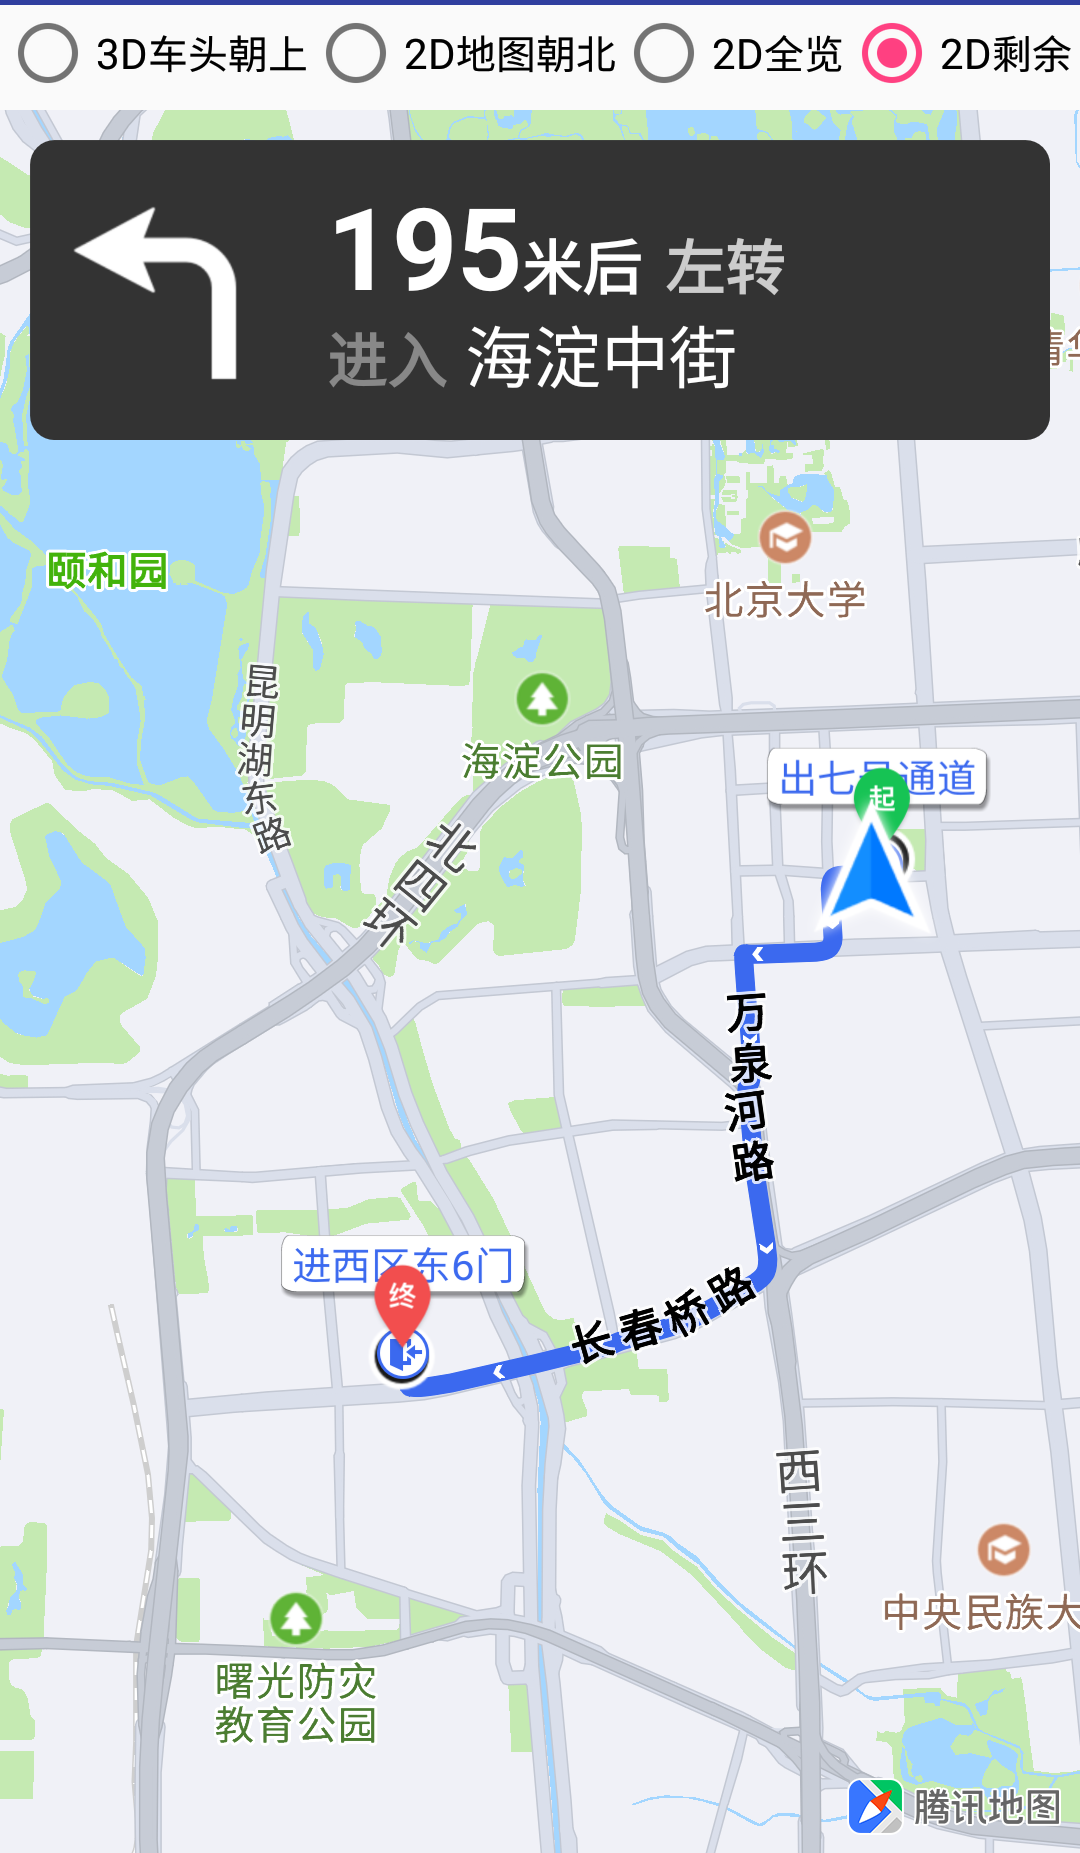 3D车头朝上 2D地图朝北 2D全览 2D剩余
195米后 左转
进入 海淀中街
颐和园
北京大学
昆明湖东路
海淀公园
出七号通道
起
北四环
万泉河路
进西区东6门
终
长春桥路
西三环
中央民族大
曙光防灾
教育公园
腾讯地图